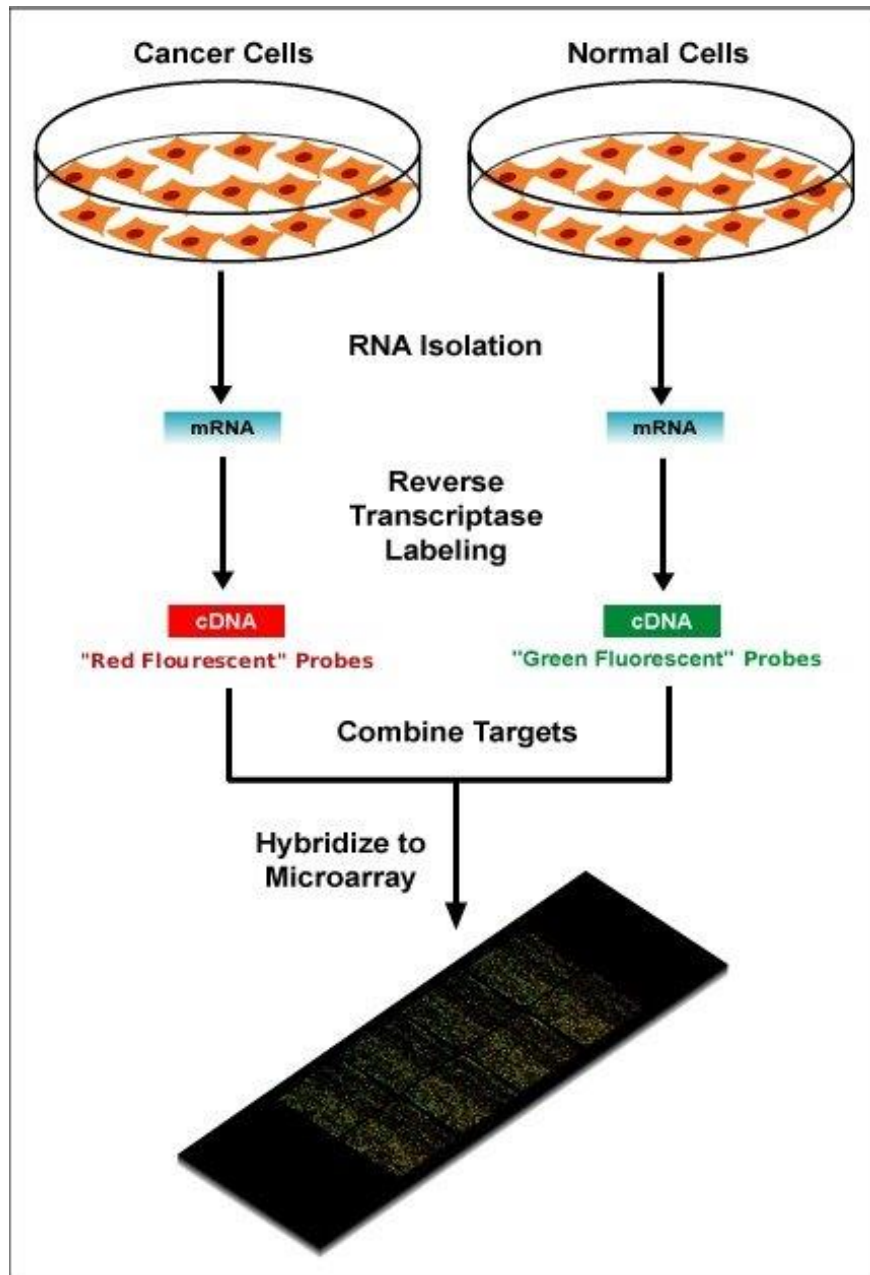 Cancer Cells
Normal Cells
RNA Isolation
mRNA
mRNA
Reverse
Transcriptase
Labeling
cDNA
cDNA
"Red Flourescent" Probes
"Green Fluorescent" Probes
Combine Targets
Hybridize to
Microarray